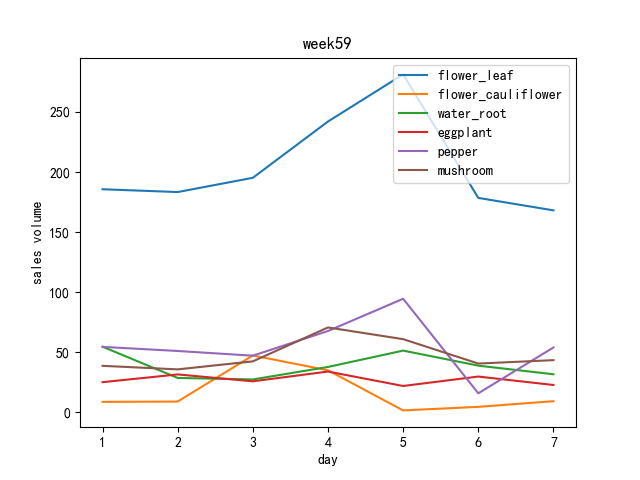 week59
flower_leaf
flower_cauliflower
water_root
eggplant
pepper
mushroom
sales volume
250
200
150
100
50
0
1 2 3 4 5 6 7
day